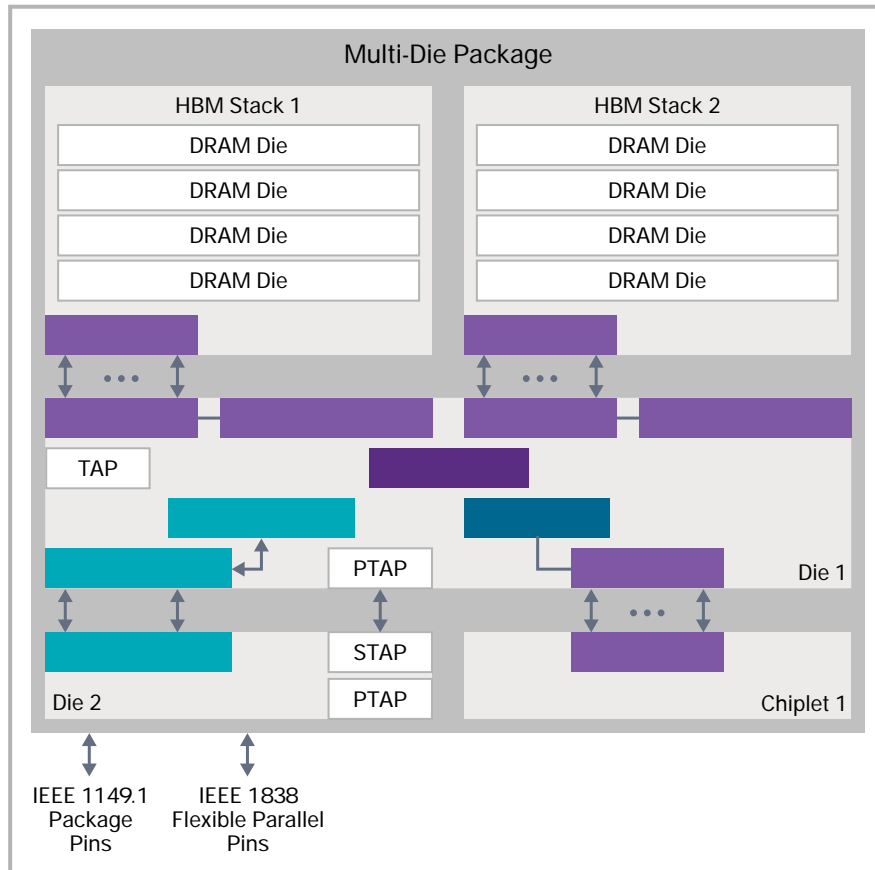 Multi-Die Package
HBM Stack 1
DRAM Die
DRAM Die
DRAM Die
DRAM Die
HBM Stack 2
DRAM Die
DRAM Die
DRAM Die
DRAM Die
TAP
PTAP
Die 1
STAP
PTAP
Die 2
Chiplet 1
IEEE 1149.1
Package
Pins
IEEE 1838
Flexible Parallel
Pins